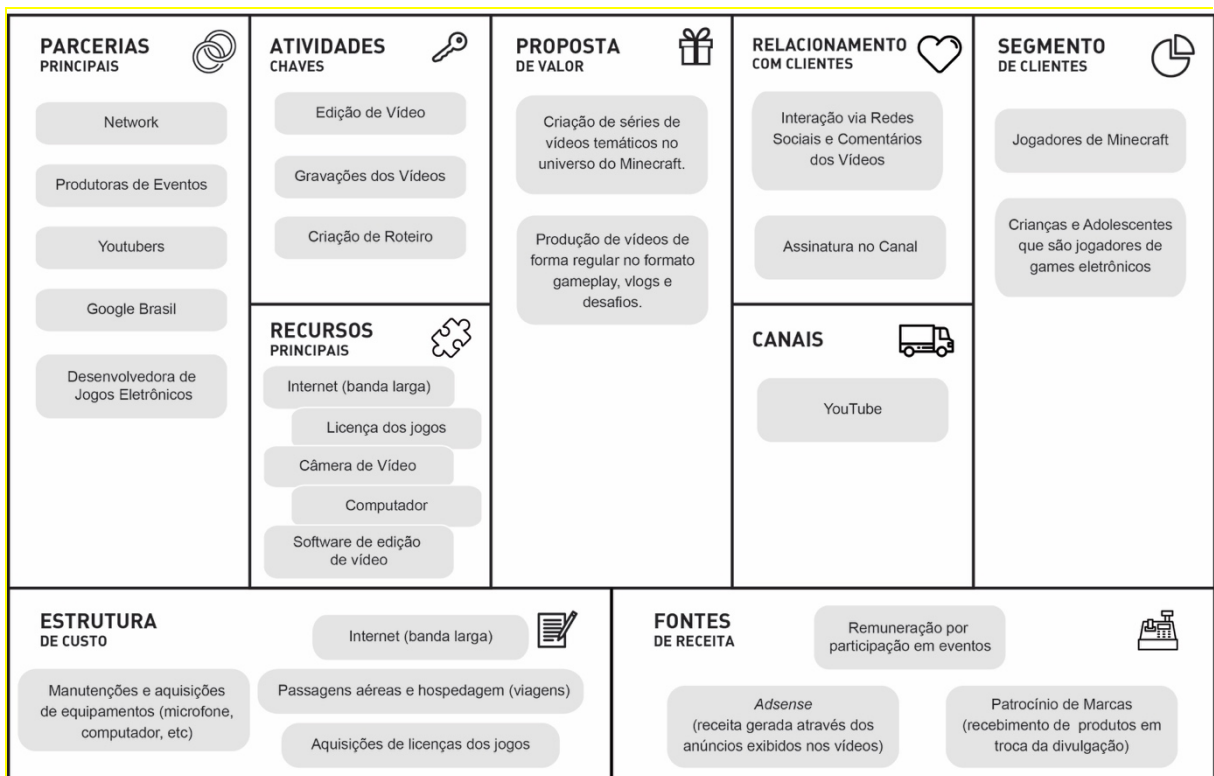 PARCERIAS
PRINCIPAIS
Network
Produtoras de Eventos
Youtubers
Google Brasil
Desenvolvedora de
Jogos Eletrônicos
ATIVIDADES
CHAVES
Edição de Vídeo
Gravações dos Vídeos
Criação de Roteiro
RECURSOS
PRINCIPAIS
Internet (banda larga)
Licença dos jogos
Câmera de Vídeo
Computador
Software de edição
de vídeo
PROPOSTA
DE VALOR
Criação de séries de
vídeos temáticos no
universo do Minecraft.
Produção de vídeos de
forma regular no formato
gameplay, vlogs e
desafios.
RELACIONAMENTO
COM CLIENTES
Interação via Redes
Sociais e Comentários
dos Vídeos
Assinatura no Canal
CANAIS
YouTube
SEGMENTO
DE CLIENTES
Jogadores de Minecraft
Crianças e Adolescentes
que são jogadores de
games eletrônicos
ESTRUTURA
DE CUSTO
Internet (banda larga)
Manutenções e aquisições
de equipamentos (microfone,
computador, etc)
Passagens aéreas e hospedagem (viagens)
Aquisições de licenças dos jogos
FONTES
DE RECEITA
Remuneração por
participação em eventos
Adsense
(receita gerada através dos
anúncios exibidos nos vídeos)
Patrocínio de Marcas
(recebimento de produtos em
troca da divulgação)